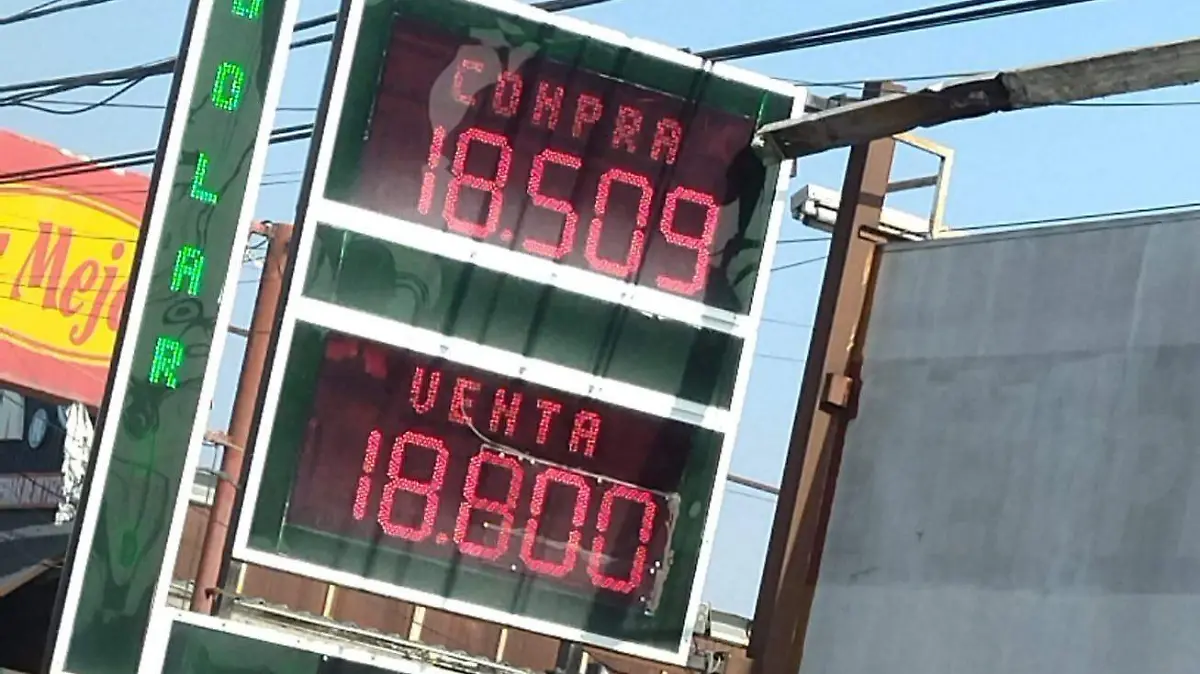 DOLAR
COMPRA
18.509
VENTA
18.800